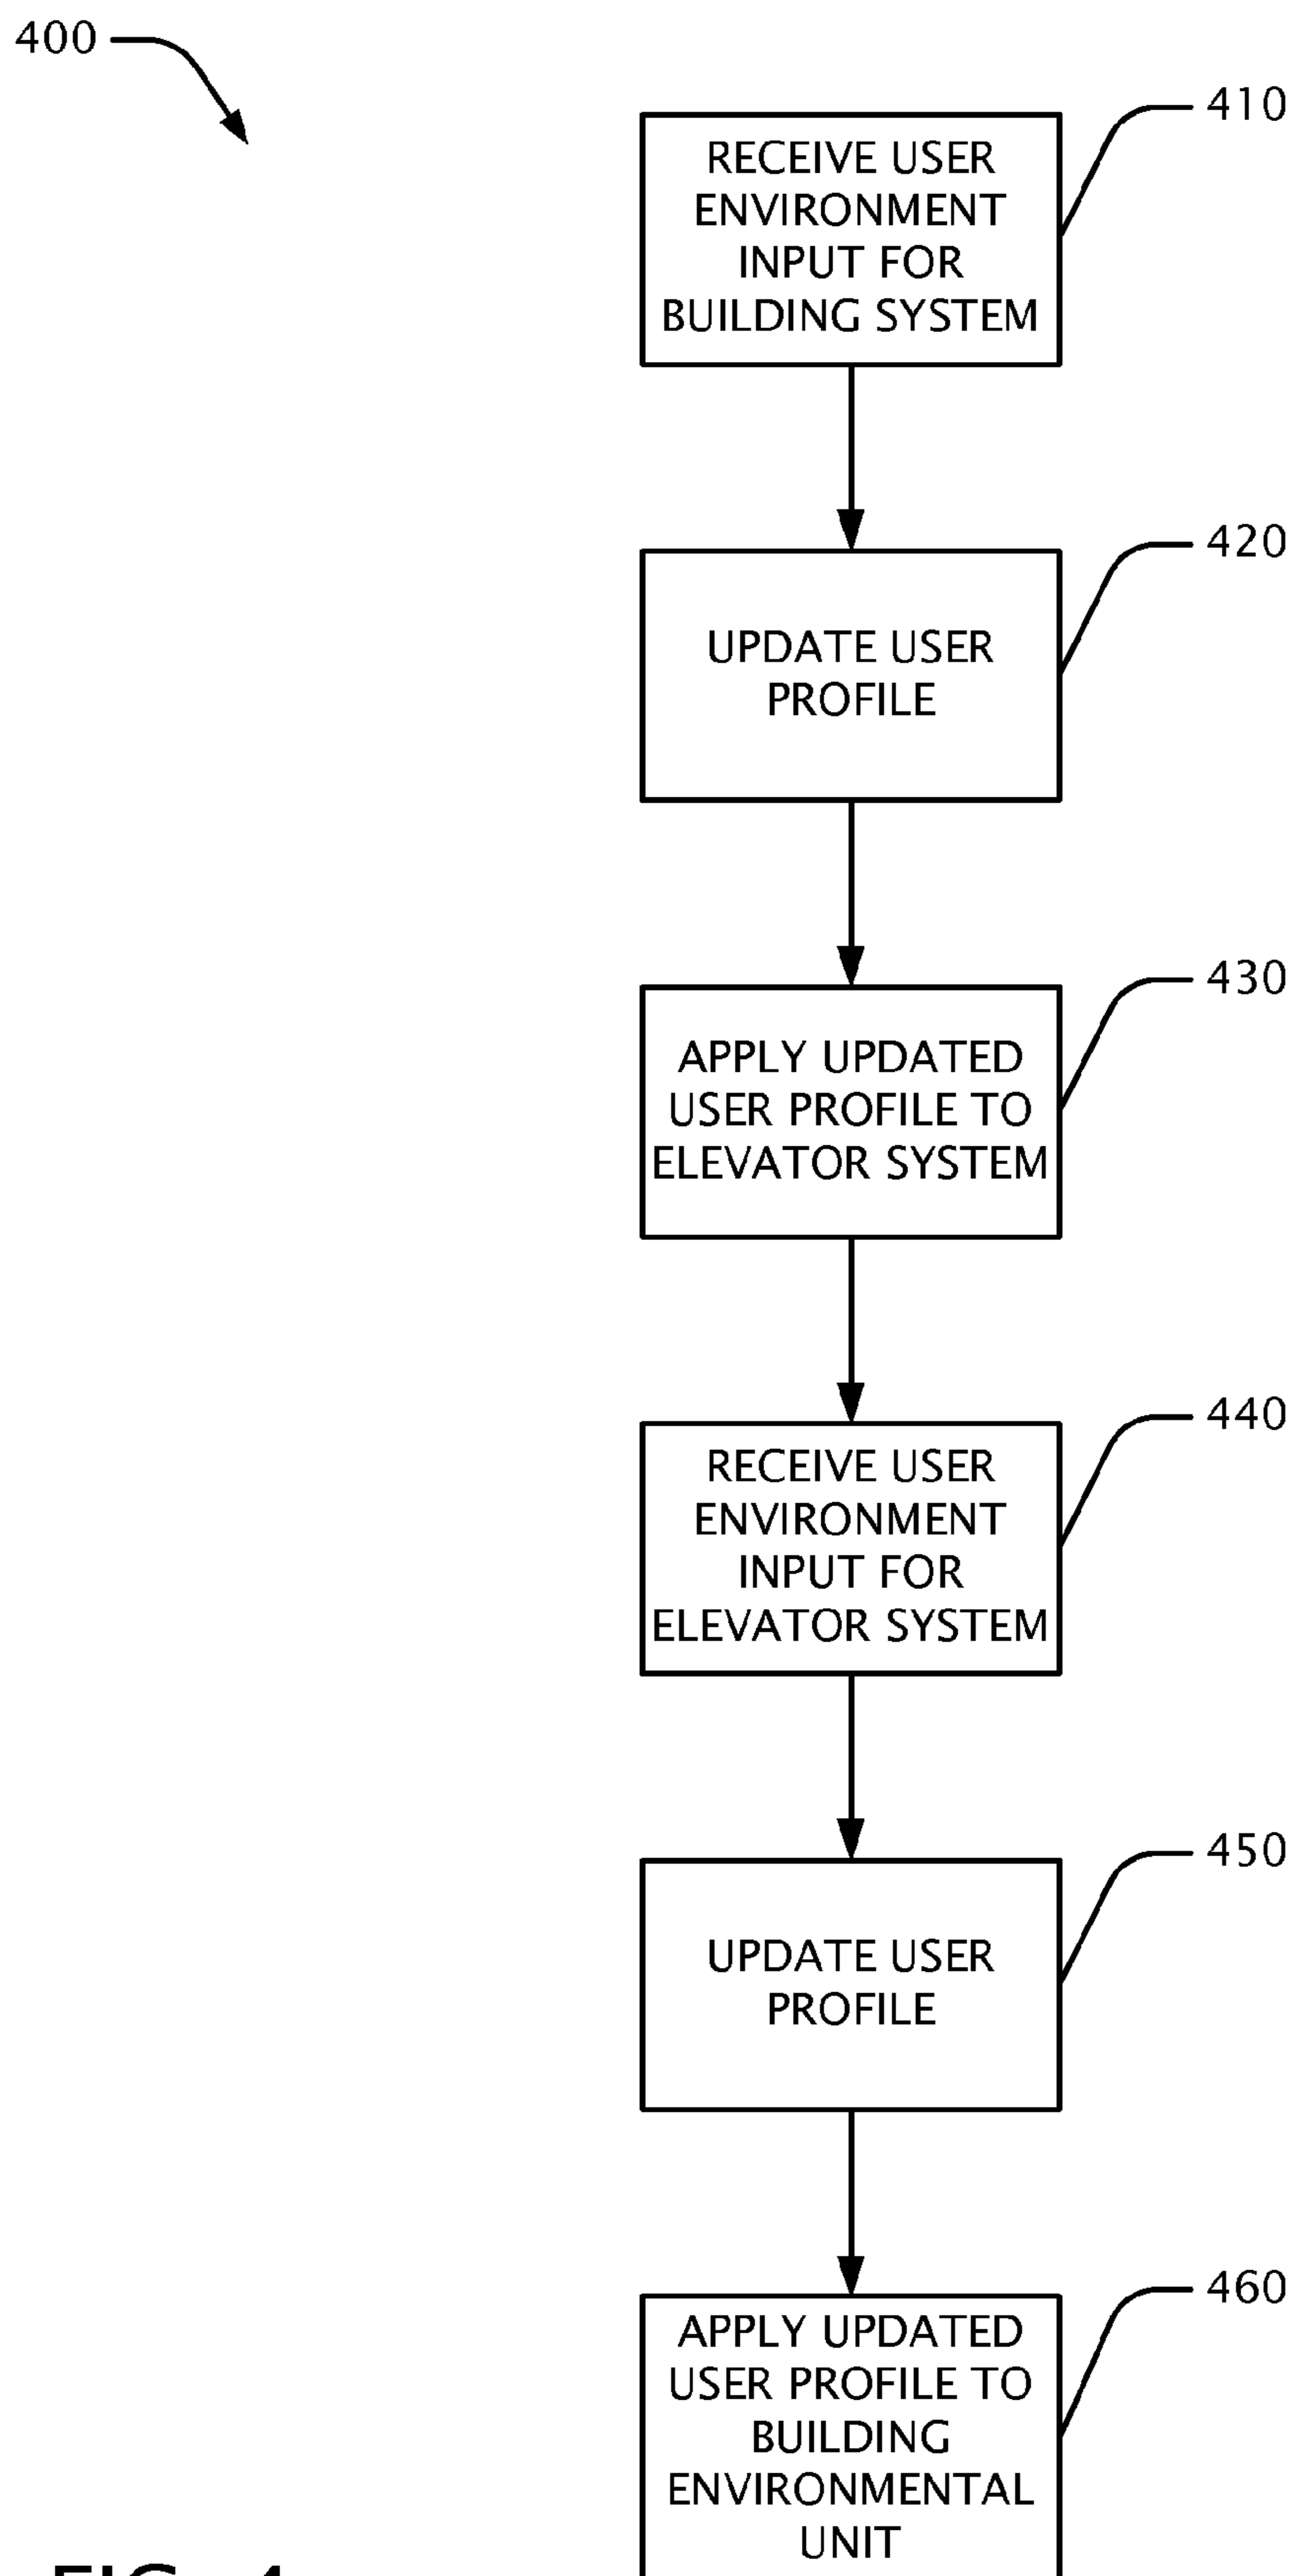 400
410
RECEIVE USER
ENVIRONMENT
INPUT FOR
BUILDING SYSTEM
420
UPDATE USER
PROFILE
430
APPLY UPDATED
USER PROFILE TO
ELEVATOR SYSTEM
440
RECEIVE USER
ENVIRONMENT
INPUT FOR
ELEVATOR SYSTEM
450
UPDATE USER
PROFILE
460
APPLY UPDATED
USER PROFILE TO
BUILDING
ENVIRONMENTAL
UNIT